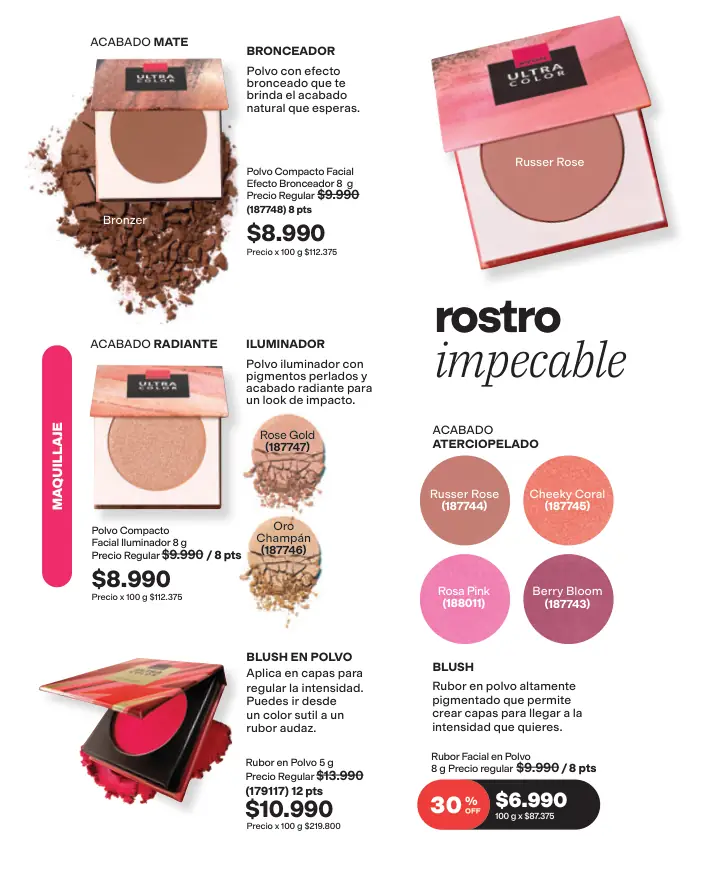 ACABADO MATE
ULTRA
COLOR
Bronzer
BRONCEADOR
Polvo con efecto
bronceado que te
brinda el acabado
natural que esperas.
Polvo Compacto Facial
Efecto Bronceador 8 g
Precio Regular $9.990
(187748) 8 pts
$8.990
Precio x 100 g $112.375
ULTRA
COLOR
Russer Rose
rostro
impecable
MAQUILLAJE
ACABADO RADIANTE
ULTRA
COLOR
Polvo Compacto
Facial Iluminador 8 g
Precio Regular $9.990 / 8 pts
$8.990
Precio x 100 g $112.375
ILUMINADOR
Polvo iluminador con
pigmentos perlados y
acabado radiante para
un look de impacto.
Rose Gold
(187747)
Oro
Champán
(187746)
ACABADO
ATERCIOPELADO
Russer Rose
(187744)
Cheeky Coral
(187745)
Rosa Pink
(188011)
Berry Bloom
(187743)
BLUSH EN POLVO
Aplica en capas para
regular la intensidad.
Puedes ir desde
un color sutil a un
rubor audaz.
Rubor en Polvo 5 g
Precio Regular $13.990
(179117) 12 pts
$10.990
Precio x 100 g $219.800
BLUSH
Rubor en polvo altamente
pigmentado que permite
crear capas para llegar a la
intensidad que quieres.
Rubor Facial en Polvo
8 g Precio regular $9.990 / 8 pts
30 % OFF
$6.990
100 g x $87.375